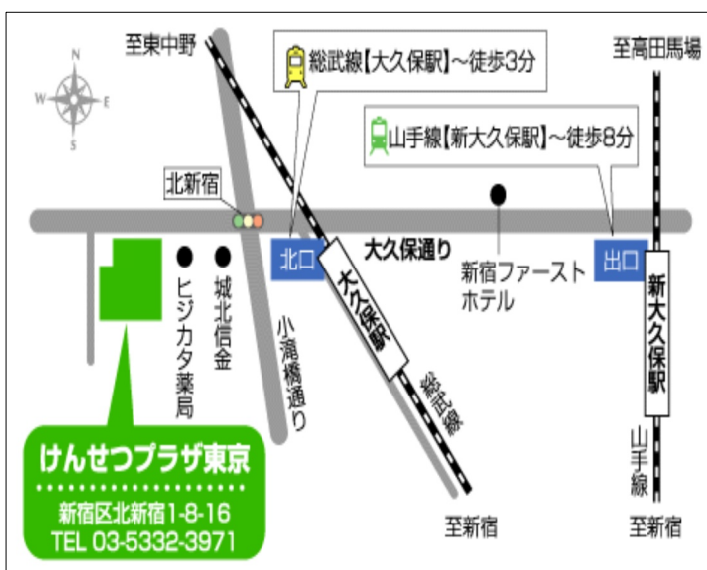 至東中野
N
W
E
S
総武線【大久保駅】～徒歩3分
至高田馬場
山手線【新大久保駅】～徒歩8分
北新宿
北口
大久保通り
出口
新宿ファースト
ホテル
大久保駅
新大久保駅
ヒジカタ薬局
城北信金
小滝橋通り
総武線
山手線
けんせつプラザ東京
新宿区北新宿1-8-16
TEL 03-5332-3971
至新宿
至新宿